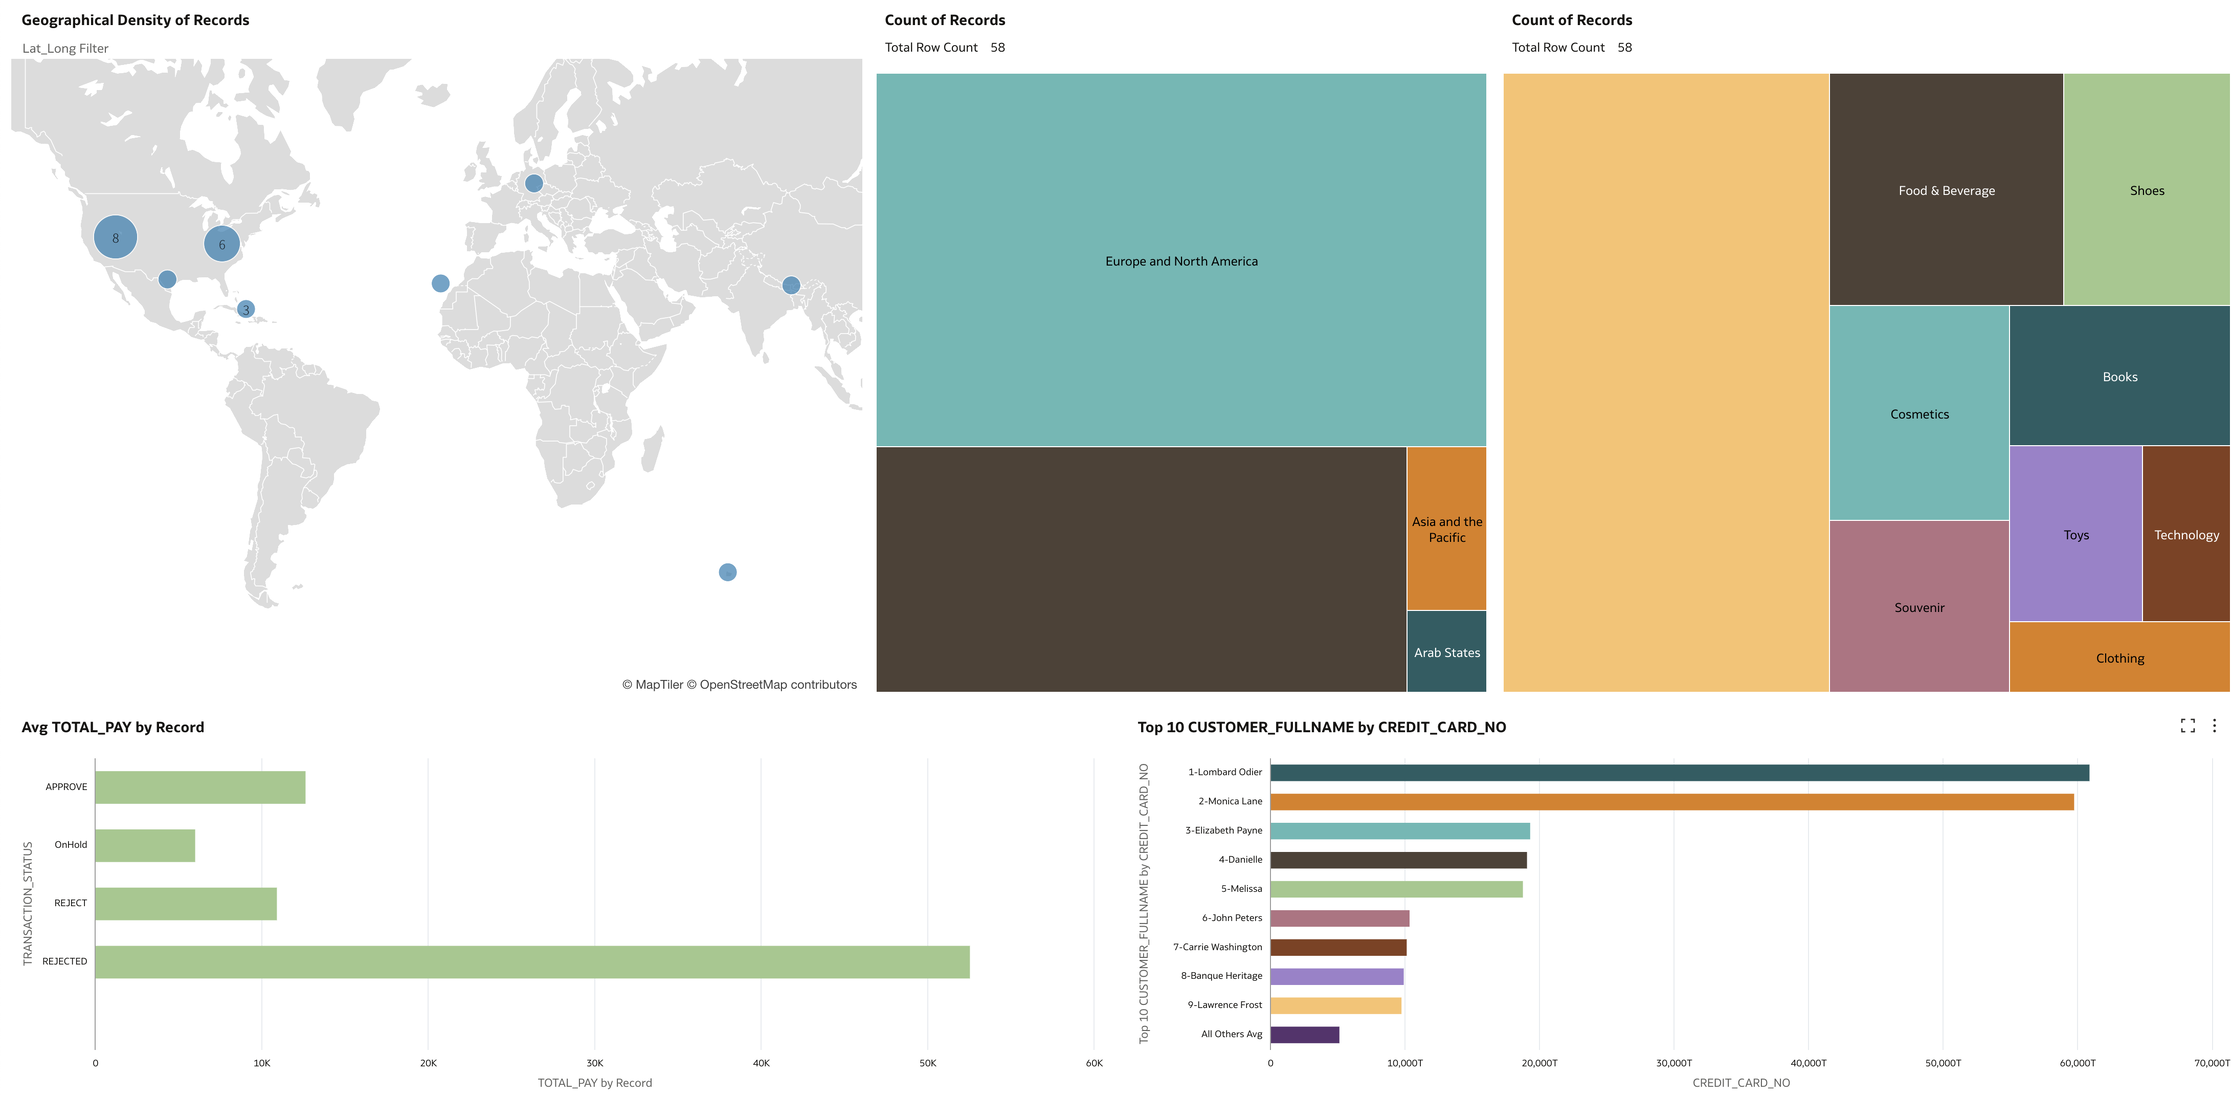 Geographical Density of Records
Lat_Long Filter
8
6
3
© MapTiler © OpenStreetMap contributors
Count of Records
Total Row Count 58
Europe and North America
Asia and the
Pacific
Arab States
Count of Records
Total Row Count 58
Food & Beverage
Shoes
Cosmetics
Books
Souvenir
Toys
Technology
Clothing
Avg TOTAL_PAY by Record
TRANSACTION_STATUS
APPROVE
OnHold
REJECT
REJECTED
0 10K 20K 30K 40K 50K 60K
TOTAL_PAY by Record
Top 10 CUSTOMER_FULLNAME by CREDIT_CARD_NO
Top 10 CUSTOMER_FULLNAME by CREDIT_CARD_NO
1-Lombard Odier
2-Monica Lane
3-Elizabeth Payne
4-Danielle
5-Melissa
6-John Peters
7-Carrie Washington
8-Banque Heritage
9-Lawrence Frost
All Others Avg
0 10,000T 20,000T 30,000T 40,000T 50,000T 60,000T 70,000T
CREDIT_CARD_NO